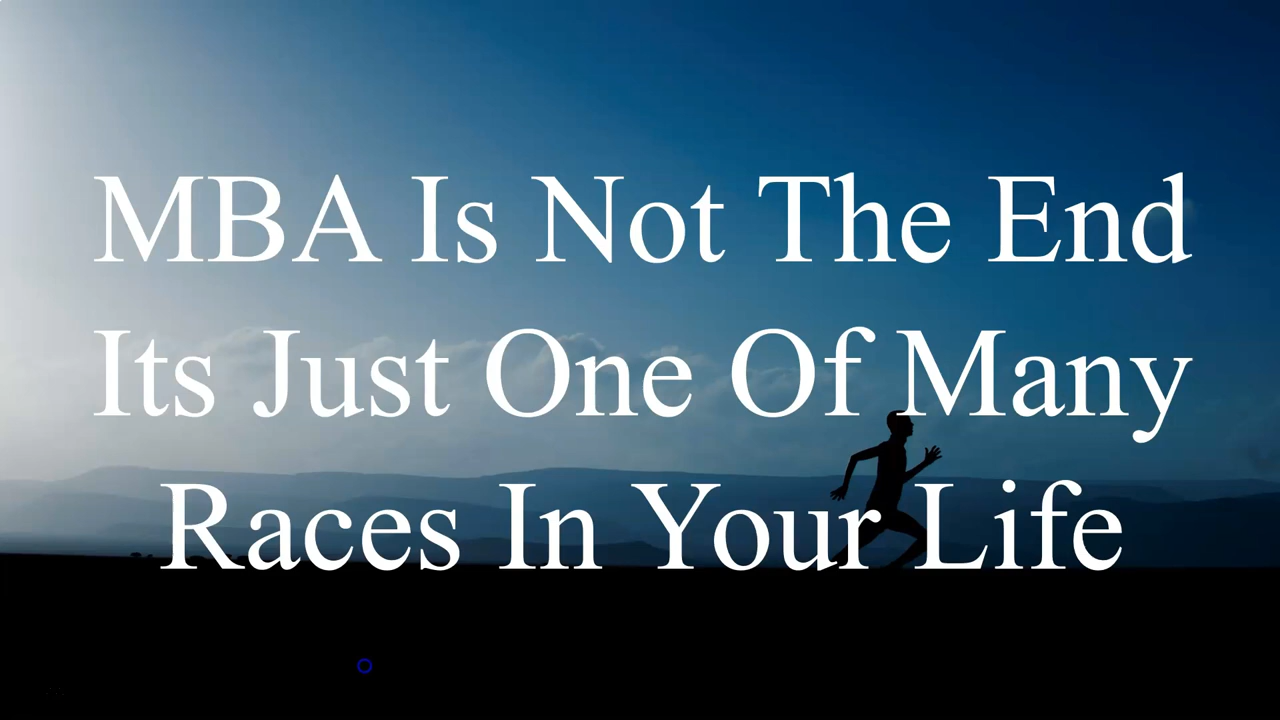 MBA Is Not The End
Its Just One Of Many
Races In Your Life